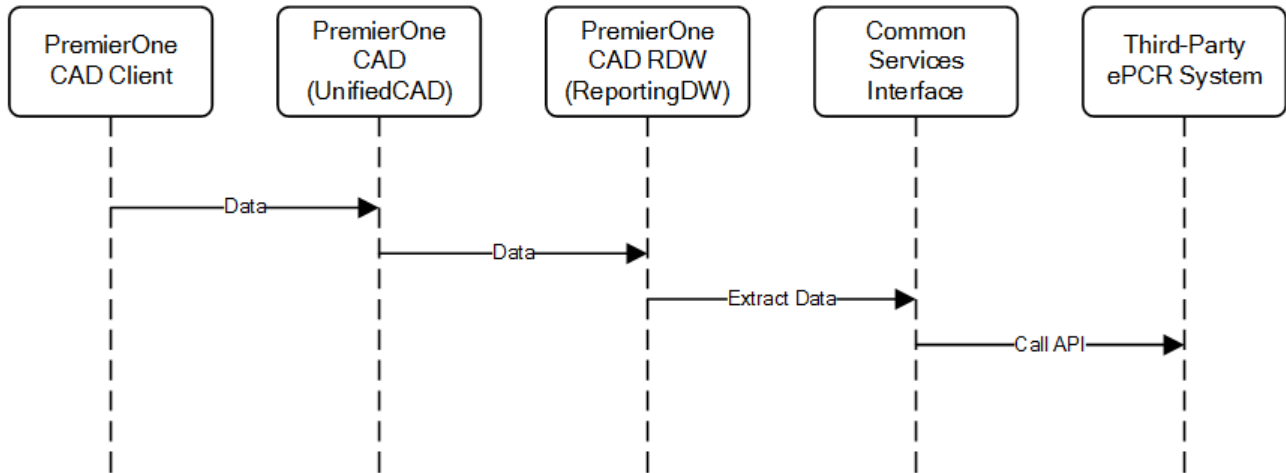 PremierOne
CAD Client
PremierOne
CAD
(UnifiedCAD)
PremierOne
CAD RDW
(ReportingDW)
Common
Services
Interface
Third-Party
ePCR System
Data
Data
Extract Data
Call API